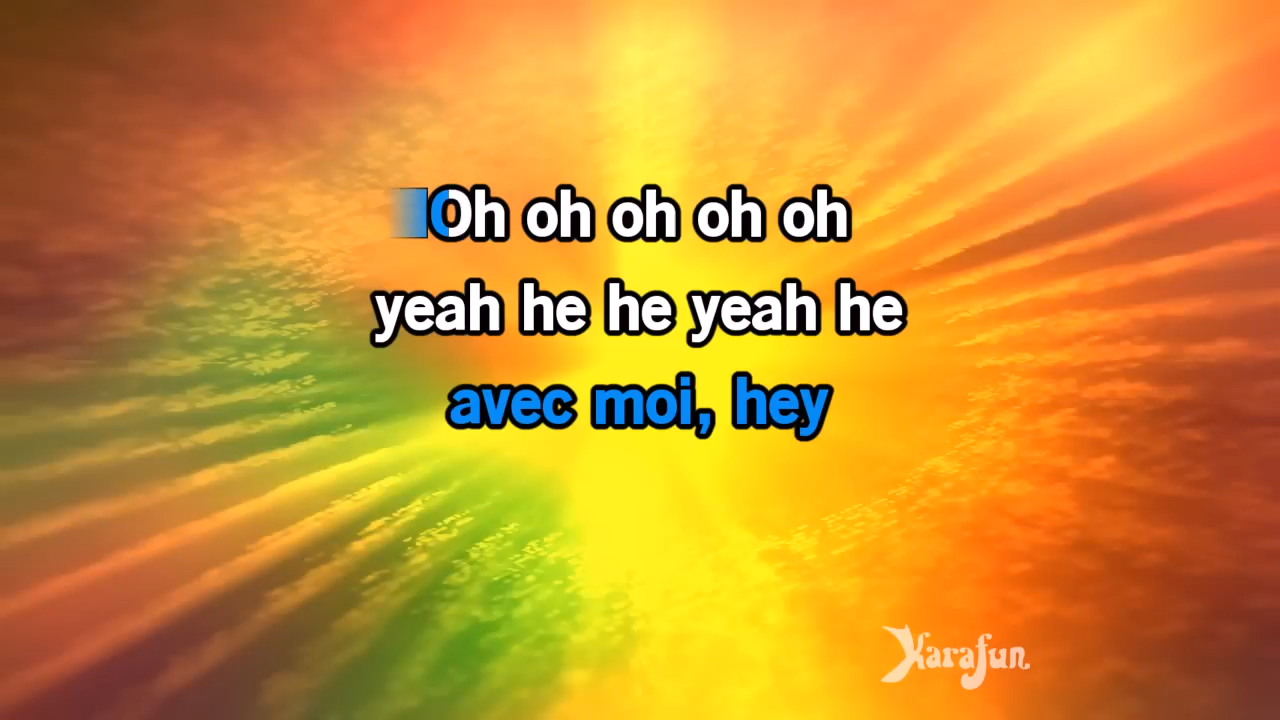 Oh oh oh oh oh
yeah he he yeah he
avec moi, hey
Karafun